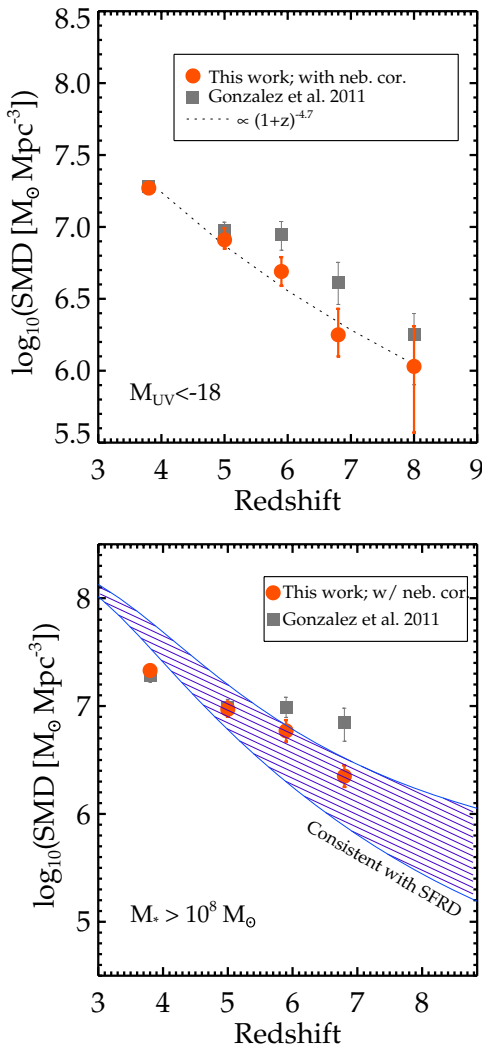 8.5
8.0
7.5
7.0
6.5
6.0
5.5
log₁₀(SMD [M⊙ Mpc⁻³])
This work; with neb. cor.
Gonzalez et al. 2011
∝ (1+z)⁻⁴·⁷
M_UV<-18
3 4 5 6 7 8 9
Redshift
8
7
6
5
log₁₀(SMD [M⊙ Mpc⁻³])
This work; w/ neb. cor.
Gonzalez et al. 2011
Consistent with SFRD
M* > 10⁸ M⊙
3 4 5 6 7 8
Redshift